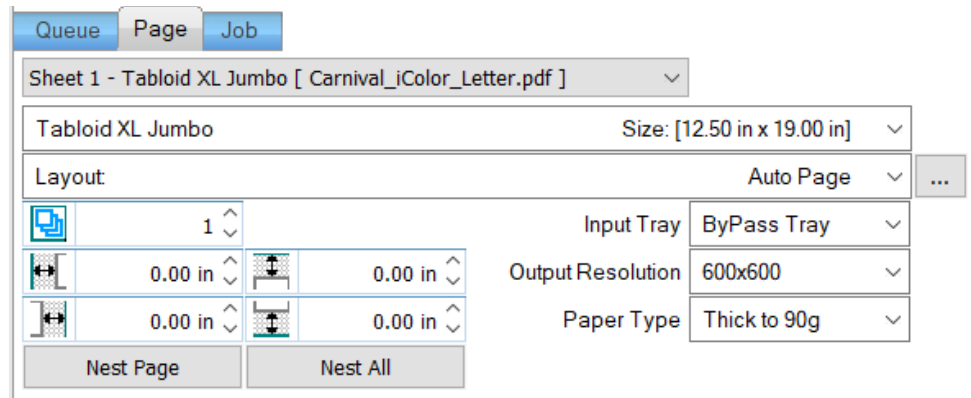 Queue Page Job
Sheet 1 - Tabloid XL Jumbo [ Carnival_iColor_Letter.pdf ]
Tabloid XL Jumbo Size: [12.50 in x 19.00 in]
Layout: Auto Page ...
1 Input Tray ByPass Tray
0.00 in 0.00 in Output Resolution 600x600
0.00 in 0.00 in Paper Type Thick to 90g
Nest Page Nest All